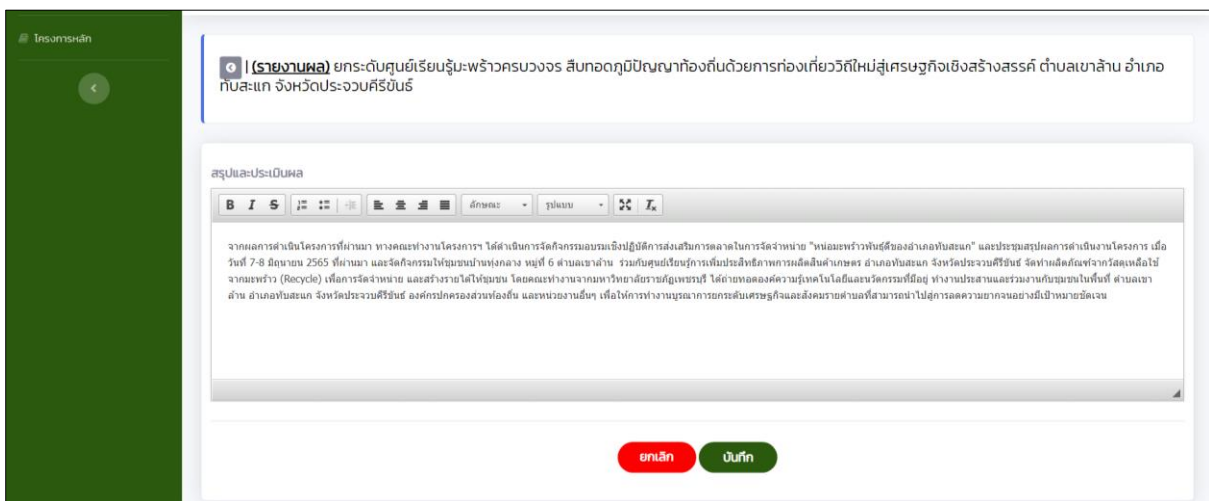 โครงการหลัก
| (รายงานผล) ยกระดับศูนย์เรียนรู้มะพร้าวครบวงจร สืบทอดภูมิปัญญาท้องถิ่นด้วยการท่องเที่ยววิถีใหม่สู่เศรษฐกิจเชิงสร้างสรรค์ ตำบลเขาล้าน อำเภอ
ทับสะแก จังหวัดประจวบคีรีขันธ์
สรุปและประเมินผล
B I S ลักษณะ รูปแบบ Tx
จากผลการดำเนินโครงการที่ผ่านมา ทางคณะทำงานโครงการฯ ได้ดำเนินการจัดกิจกรรมอบรมเชิงปฏิบัติการส่งเสริมการตลาดในการจัดจำหน่าย "หน่อมะพร้าวพันธุ์ดีของอำเภอทับสะแก" และประชุมสรุปผลการดำเนินงานโครงการ เมื่อ
วันที่ 7-8 มิถุนายน 2565 ที่ผ่านมา และจัดกิจกรรมให้ชุมชนบ้านทุ่งกลาง หมู่ที่ 6 ตำบลเขาล้าน ร่วมกับศูนย์เรียนรู้การเพิ่มประสิทธิภาพการผลิตสินค้าเกษตร อำเภอทับสะแก จังหวัดประจวบคีรีขันธ์ จัดทำผลิตภัณฑ์จากวัสดุเหลือใช้
จากมะพร้าว (Recycle) เพื่อการจัดจำหน่าย และสร้างรายได้ให้ชุมชน โดยคณะทำงานจากมหาวิทยาลัยราชภัฏเพชรบุรี ได้ถ่ายทอดองค์ความรู้เทคโนโลยีและนวัตกรรมที่มีอยู่ ทำงานประสานและร่วมงานกับชุมชนในพื้นที่ ตำบลเขา
ล้าน อำเภอทับสะแก จังหวัดประจวบคีรีขันธ์ องค์กรปกครองส่วนท้องถิ่น และหน่วยงานอื่นๆ เพื่อให้การทำงานบูรณาการยกระดับเศรษฐกิจและสังคมรายตำบลที่สามารถนำไปสู่การลดความยากจนอย่างมีเป้าหมายชัดเจน
ยกเลิก บันทึก